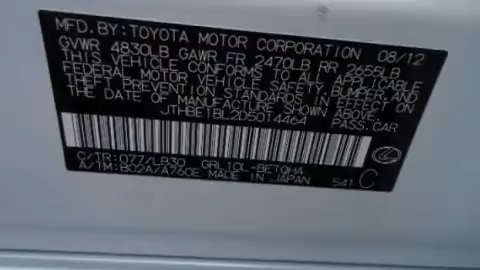 MFD.BY:TOYOTA MOTOR CORPORATION 08/12
GVWR 4830LB GAWR FR 2470LB RR 2655LB
THIS VEHICLE CONFORMS TO ALL APPLICABLE
FEDERAL MOTOR VEHICLE SAFETY, BUMPER, AND
THEFT PREVENTION STANDARDS IN EFFECT ON
THE DATE OF MANUFACTURE SHOWN ABOVE.
JTHBE1BL2D5014464 PASS.CAR
C/TR:077/LB30 GRL10L-BETQHA
A/TM:B02A/A760E MADE IN JAPAN 541 C